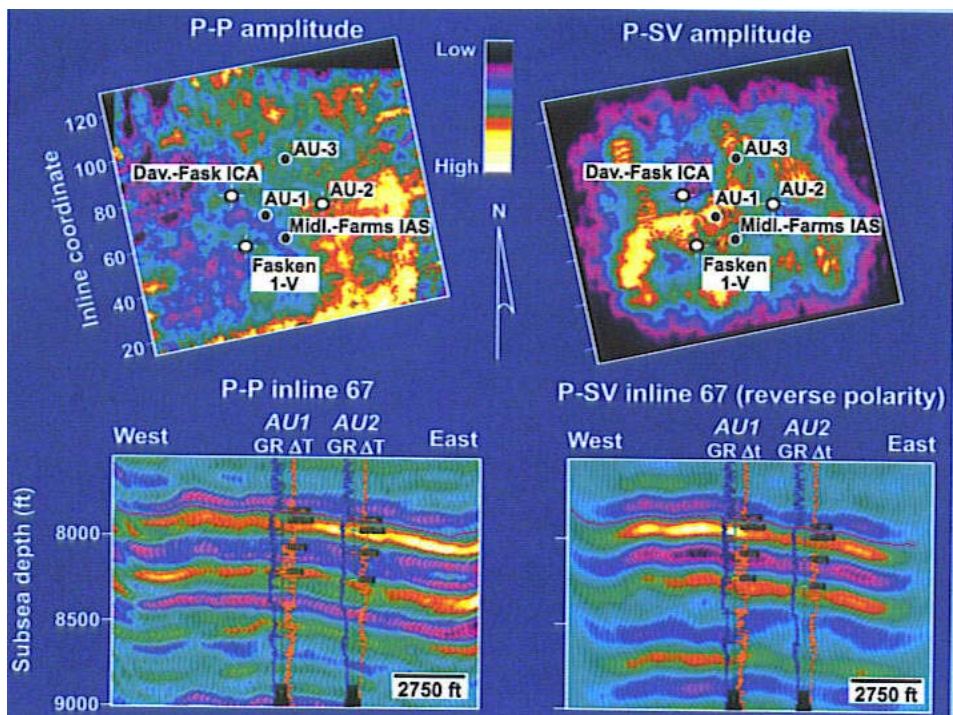 P-P amplitude
P-SV amplitude
Low
High
120
100
80
60
40
20
Inline coordinate
AU-3
Dav.-Fask ICA
AU-1
AU-2
Midl.-Farms IAS
Fasken
1-V
N
AU-3
Dav.-Fask ICA
AU-1
AU-2
Midl.-Farms IAS
Fasken
1-V
P-P inline 67
AU1 AU2
West GR ΔT GR ΔT East
P-SV inline 67 (reverse polarity)
AU1 AU2
West GR Δt GR Δt East
Subsea depth (ft)
8000
8500
9000
2750 ft
2750 ft